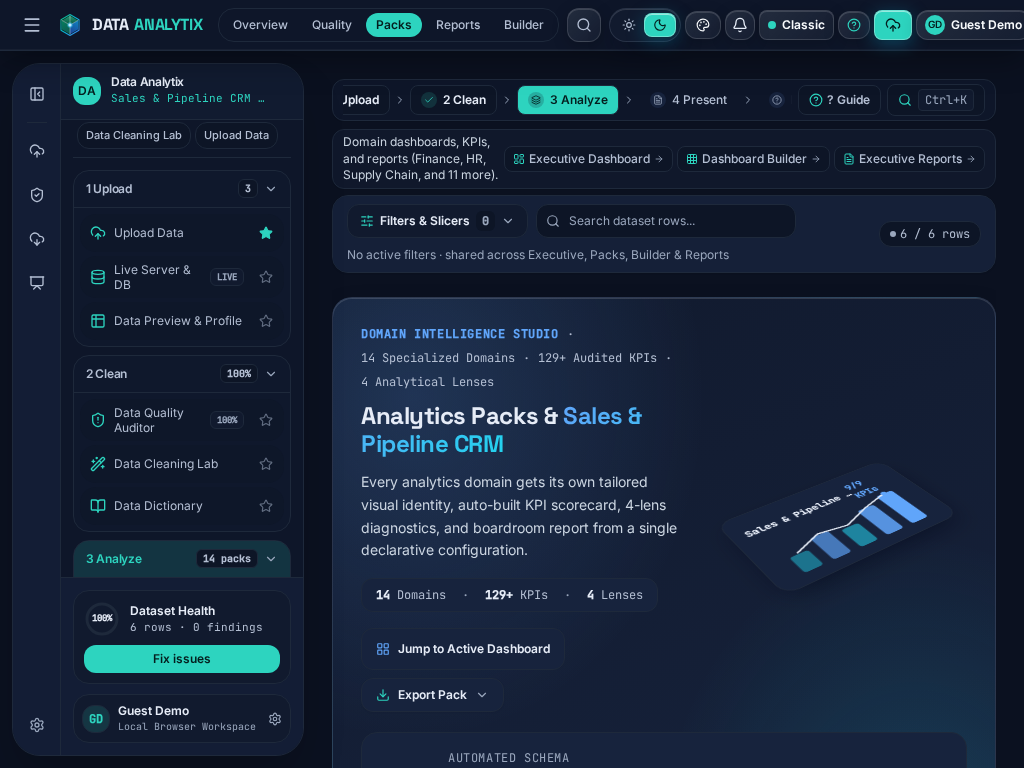 DATA ANALYTIX
Overview
Quality
Packs
Reports
Builder
Classic
GD Guest Demo
DA
Data Analytix
Sales & Pipeline CRM …
Data Cleaning Lab
Upload Data
1 Upload
3
Upload Data
Live Server & DB
LIVE
Data Preview & Profile
2 Clean
100%
Data Quality Auditor
100%
Data Cleaning Lab
Data Dictionary
3 Analyze
14 packs
100%
Dataset Health
6 rows · 0 findings
Fix issues
GD
Guest Demo
Local Browser Workspace
Upload
2 Clean
3 Analyze
4 Present
? Guide
Ctrl+K
Domain dashboards, KPIs,
and reports (Finance, HR,
Supply Chain, and 11 more).
Executive Dashboard →
Dashboard Builder →
Executive Reports →
Filters & Slicers 0
Search dataset rows...
6 / 6 rows
No active filters · shared across Executive, Packs, Builder & Reports
DOMAIN INTELLIGENCE STUDIO ·
14 Specialized Domains · 129+ Audited KPIs ·
4 Analytical Lenses
Analytics Packs & Sales &
Pipeline CRM
Every analytics domain gets its own tailored
visual identity, auto-built KPI scorecard, 4-lens
diagnostics, and boardroom report from a single
declarative configuration.
14 Domains · 129+ KPIs · 4 Lenses
Jump to Active Dashboard
Export Pack
Sales & Pipeline …
9/9
KPIs
AUTOMATED SCHEMA